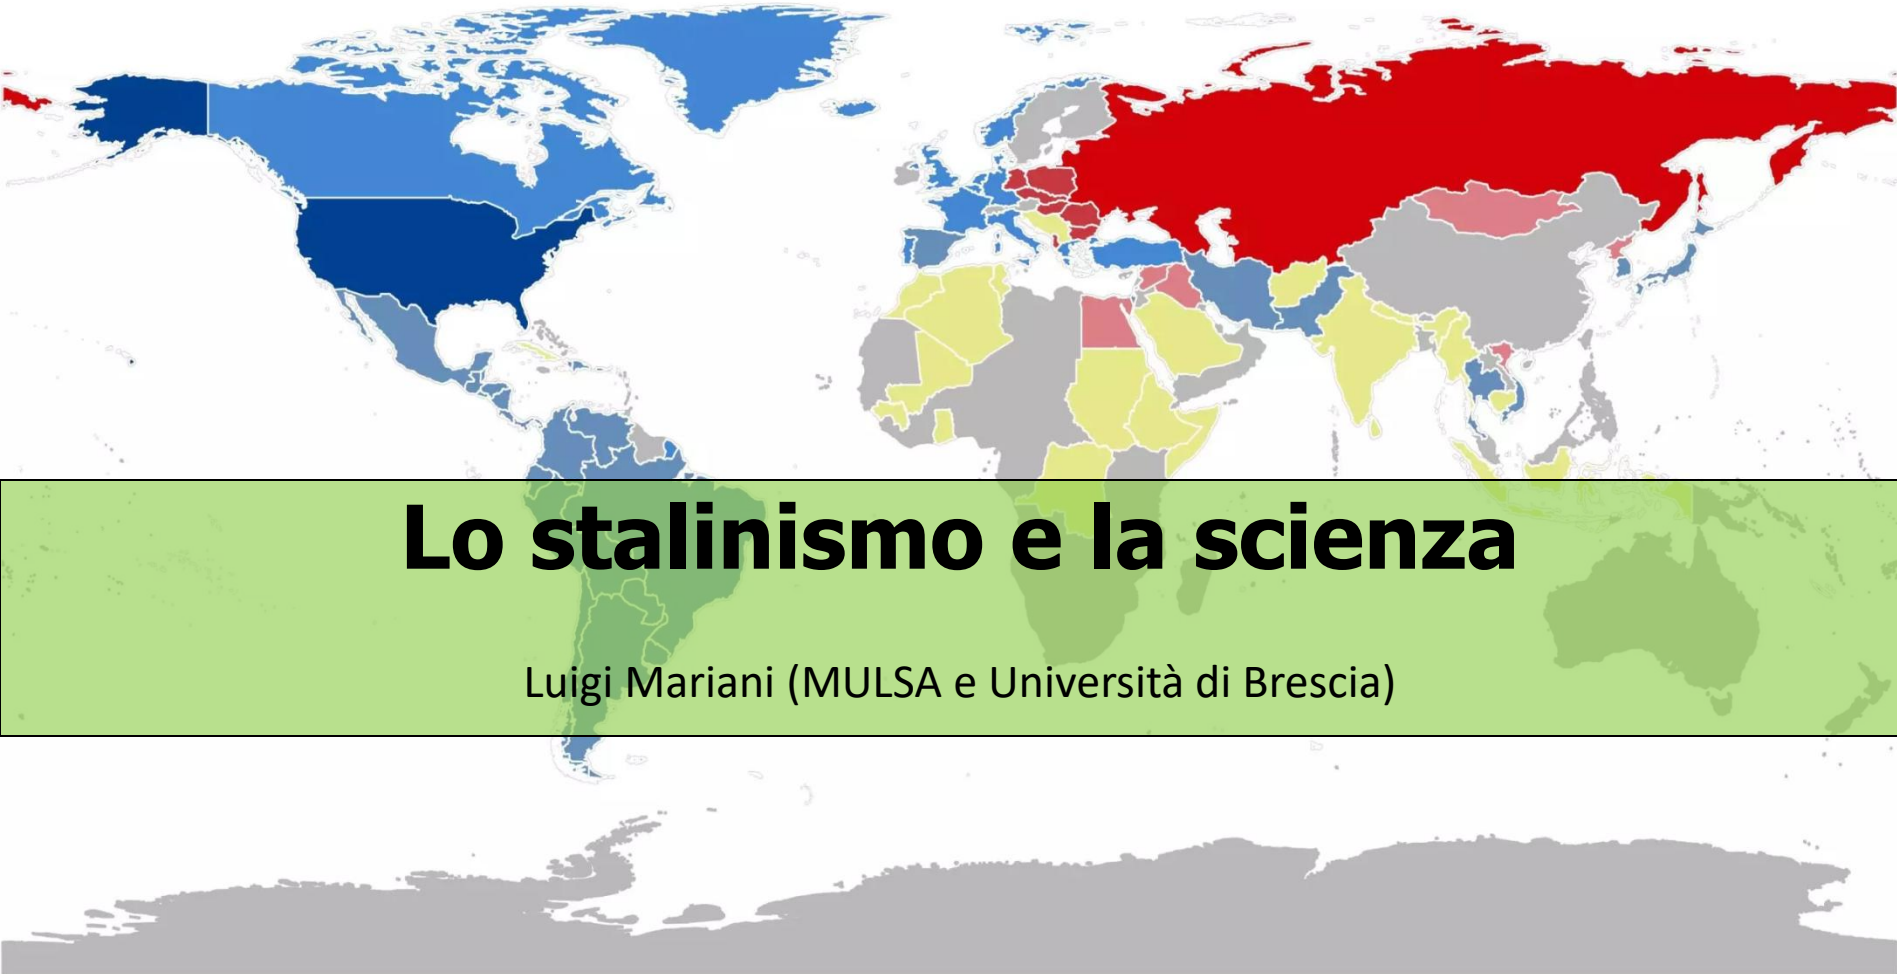 Lo stalinismo e la scienza
Luigi Mariani (MULSA e Università di Brescia)